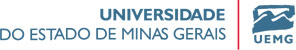 UNIVERSIDADE
DO ESTADO DE MINAS GERAIS
UEMG